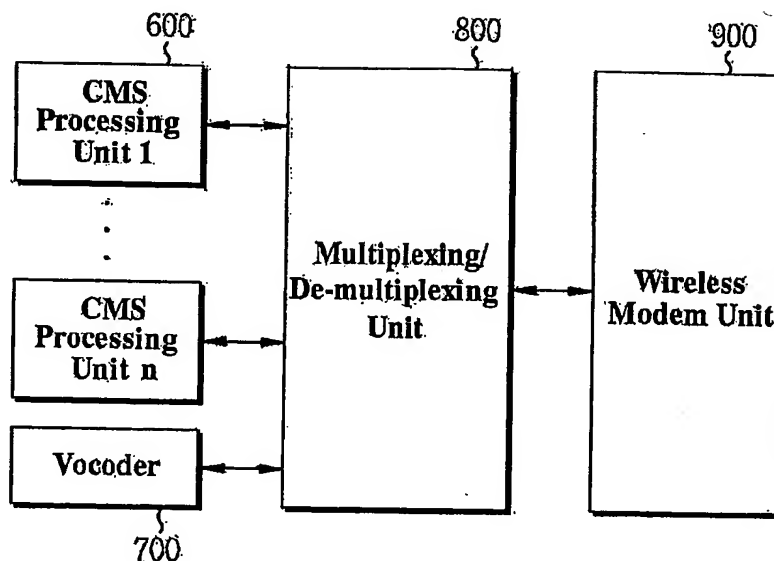 600
800
900
CMS
Processing
Unit 1
CMS
Processing
Unit n
Multiplexing/
De-multiplexing
Unit
Wireless
Modem Unit
Vocoder
700